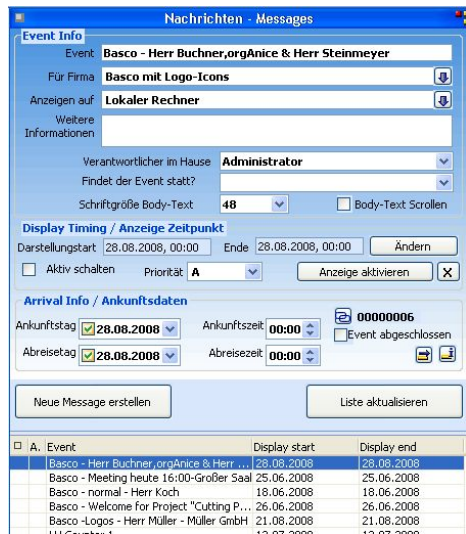 Nachrichten - Messages
Event Info
Event Basco - Herr Buchner,orgAnice & Herr Steinmeyer
Für Firma Basco mit Logo-Icons
Anzeigen auf Lokaler Rechner
Weitere
Informationen
Verantwortlicher im Hause Administrator
Findet der Event statt?
Schriftgröße Body-Text 48 Body-Text Scrollen
Display Timing / Anzeige Zeitpunkt
Darstellungstart 28.08.2008, 00:00 Ende 28.08.2008, 00:00 Ändern
Aktiv schalten Priorität A Anzeige aktivieren X
Arrival Info / Ankunftsdaten
Ankunftstag 28.08.2008 Ankunftszeit 00:00 00000006
Event abgeschlossen
Abreisetag 28.08.2008 Abreisezeit 00:00
Neue Message erstellen Liste aktualisieren
A. Event Display start Display end
Basco - Herr Buchner,orgAnice & Herr ... 28.08.2008 28.08.2008
Basco - Meeting heute 16:00-Großer Saal 25.06.2008 25.06.2008
Basco - normal - Herr Koch 18.06.2008 18.06.2008
Basco - Welcome for Project "Cutting P... 26.06.2008 26.06.2008
Basco -Logos - Herr Müller - Müller GmbH 21.08.2008 21.08.2008